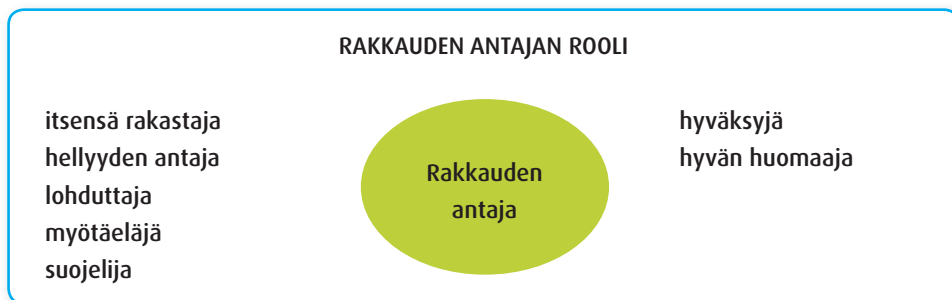 RAKKAUDEN ANTAJAN ROOLI
itsensä rakastaja
hellyyden antaja
lohduttaja
myötäeläjä
suojelija
Rakkauden
antaja
hyväksyjä
hyvän huomaaja